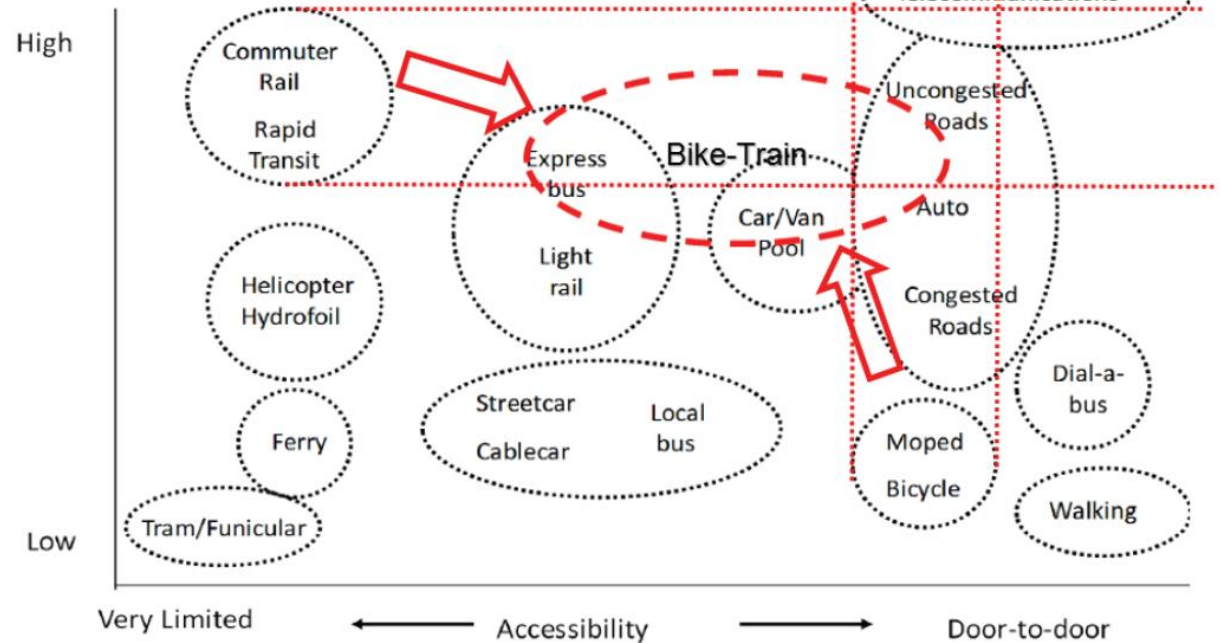 High
Commuter
Rail
Rapid
Transit
Uncongested
Roads
Express
bus
Bike-Train
Car/Van
Pool
Auto
Light
rail
Helicopter
Hydrofoil
Congested
Roads
Dial-a-
bus
Streetcar
Local
bus
Cablecar
Ferry
Moped
Bicycle
Walking
Tram/Funicular
Low
Very Limited
Accessibility
Door-to-door